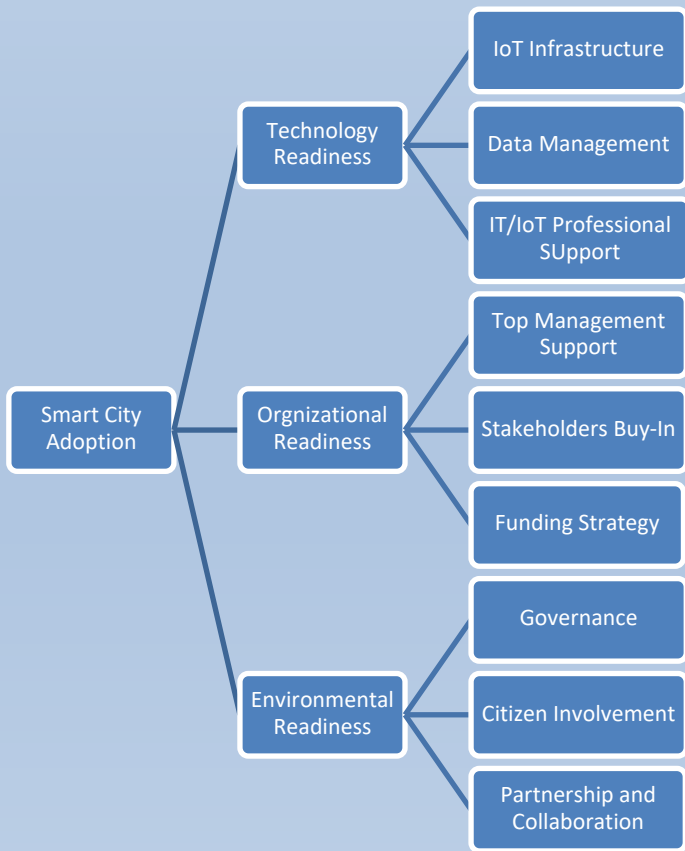 IoT Infrastructure
Technology
Readiness
Data Management
IT/IoT Professional
SUpport
Top Management
Support
Smart City
Adoption
Orgnizational
Readiness
Stakeholders Buy-In
Funding Strategy
Governance
Environmental
Readiness
Citizen Involvement
Partnership and
Collaboration